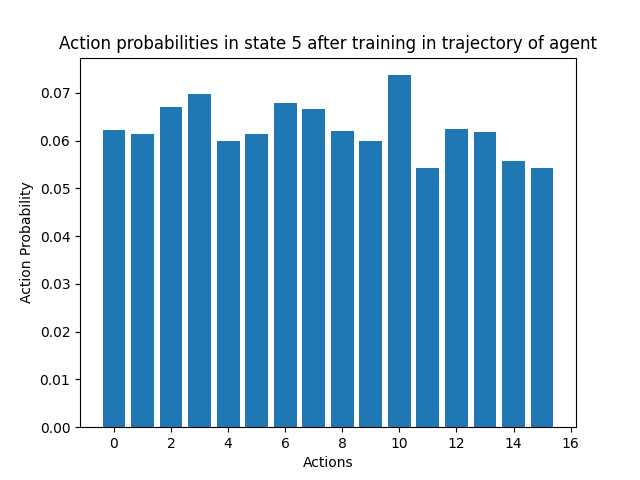 Action probabilities in state 5 after training in trajectory of agent
0.07
0.06
0.05
0.04
0.03
0.02
0.01
0.00
Action Probability
0 2 4 6 8 10 12 14 16
Actions